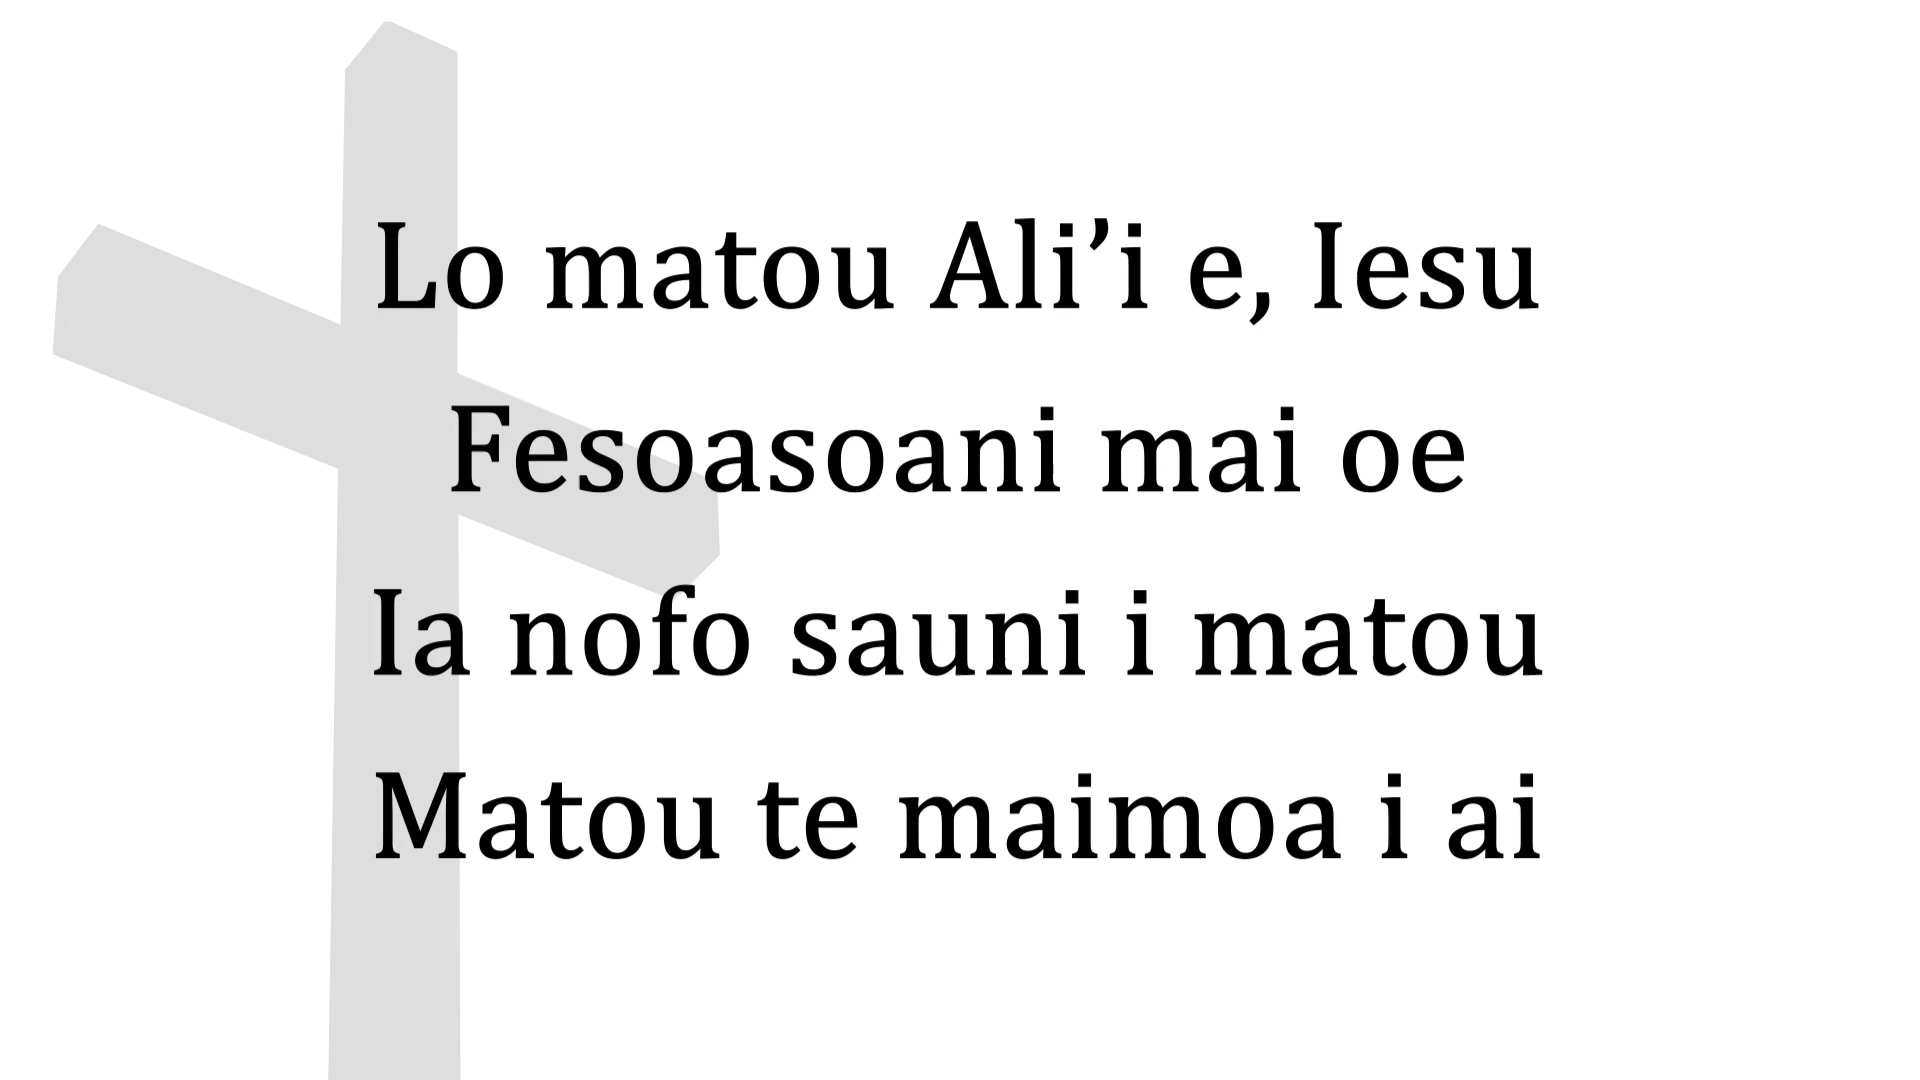 Lo matou Ali’i e, Iesu
Fesoasoani mai oe
Ia nofo sauni i matou
Matou te maimoa i ai